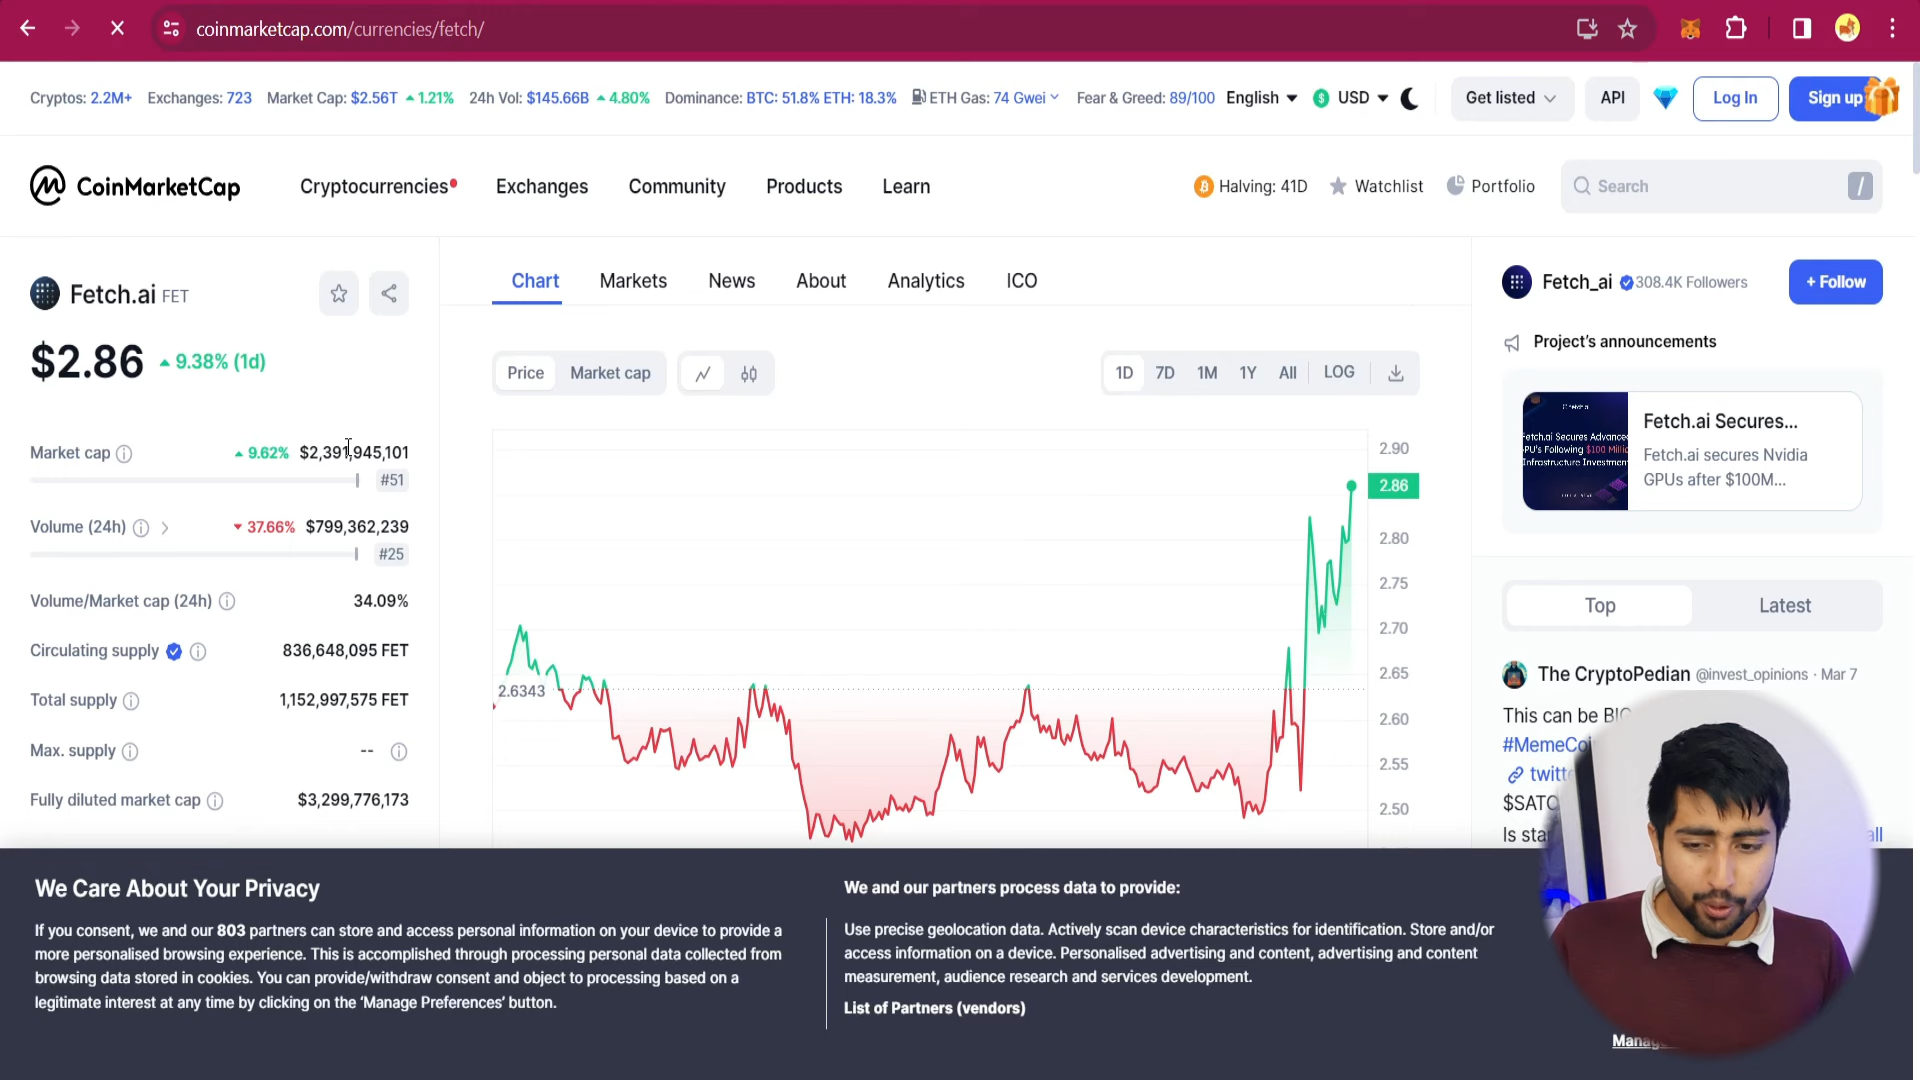 coinmarketcap.com/currencies/fetch/
Cryptos: 2.2M+ Exchanges: 723 Market Cap: $2.56T 1.21% 24h Vol: $145.66B 4.80% Dominance: BTC: 51.8% ETH: 18.3% ETH Gas: 74 Gwei Fear & Greed: 89/100 English USD Get listed API Log In Sign up
CoinMarketCap Cryptocurrencies Exchanges Community Products Learn Halving: 41D Watchlist Portfolio Search /
Fetch.ai FET
$2.86 9.38% (1d)
Market cap 9.62% $2,391,945,101
#51
Volume (24h) 37.66% $799,362,239
#25
Volume/Market cap (24h) 34.09%
Circulating supply 836,648,095 FET
Total supply 1,152,997,575 FET
Max. supply --
Fully diluted market cap $3,299,776,173
Chart Markets News About Analytics ICO
Price Market cap 1D 7D 1M 1Y All LOG
2.90
2.86
2.80
2.75
2.70
2.65
2.6343
2.60
2.55
2.50
Fetch_ai 308.4K Followers + Follow
Project's announcements
Fetch.ai Secures Advanced
GPU's Following $100 Million
Infrastructure Investment
Fetch.ai Secures...
Fetch.ai secures Nvidia
GPUs after $100M...
Top Latest
The CryptoPedian @invest_opinions · Mar 7
This can be
We Care About Your Privacy
If you consent, we and our 803 partners can store and access personal information on your device to provide a
more personalised browsing experience. This is accomplished through processing personal data collected from
browsing data stored in cookies. You can provide/withdraw consent and object to processing based on a
legitimate interest at any time by clicking on the 'Manage Preferences' button.
We and our partners process data to provide:
Use precise geolocation data. Actively scan device characteristics for identification. Store and/or
access information on a device. Personalised advertising and content, advertising and content
measurement, audience research and services development.
List of Partners (vendors)